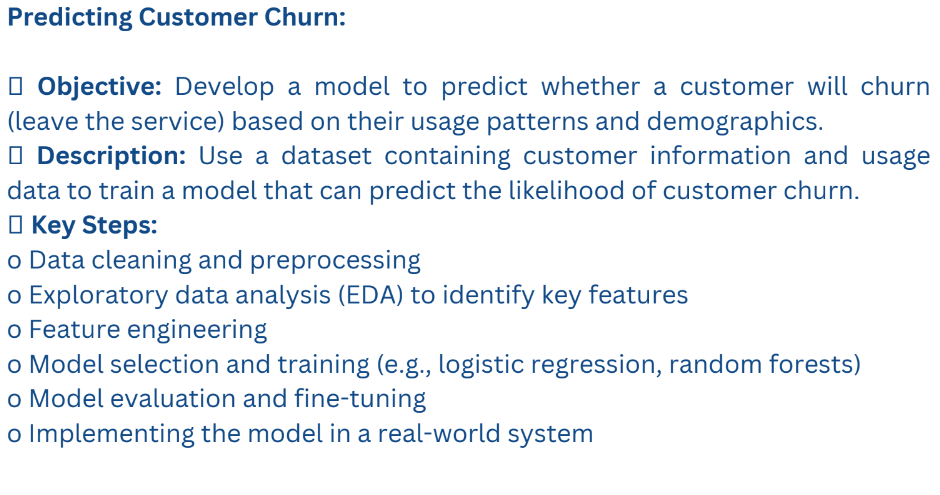 Predicting Customer Churn:
 Objective: Develop a model to predict whether a customer will churn
(leave the service) based on their usage patterns and demographics.
 Description: Use a dataset containing customer information and usage
data to train a model that can predict the likelihood of customer churn.
 Key Steps:
o Data cleaning and preprocessing
o Exploratory data analysis (EDA) to identify key features
o Feature engineering
o Model selection and training (e.g., logistic regression, random forests)
o Model evaluation and fine-tuning
o Implementing the model in a real-world system